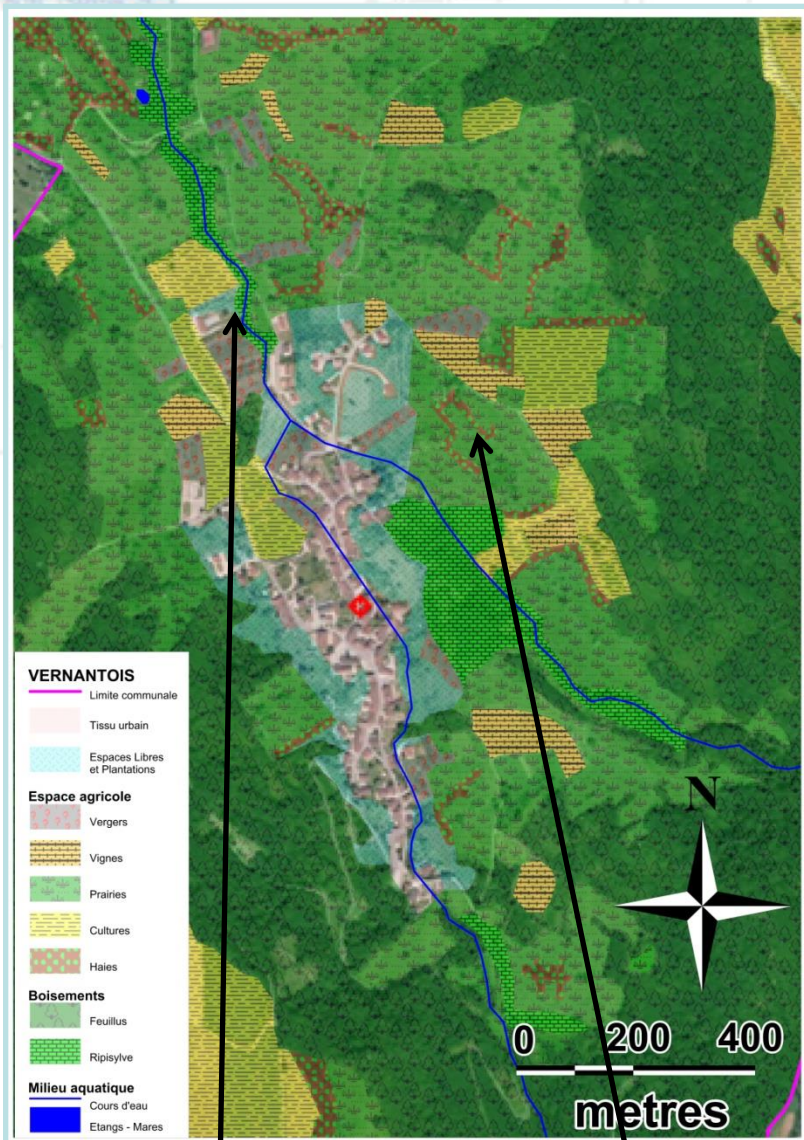 VERNANTOIS
Limite communale
Tissu urbain
Espaces Libres
et Plantations
Espace agricole
Vergers
Vignes
Prairies
Cultures
Haies
Boisements
Feuillus
Ripisylve
Milieu aquatique
Cours d'eau
Etangs - Mares
N
0 200 400
metres